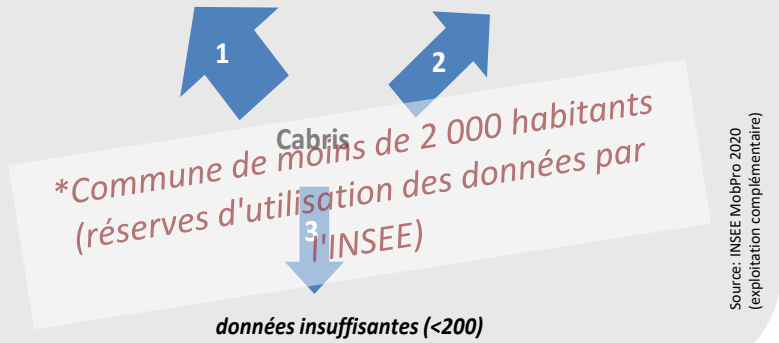 1
2
Cabris
*Commune de moins de 2 000 habitants
(réserves d'utilisation des données par
l'INSEE)
3
données insuffisantes (<200)
Source: INSEE MobPro 2020
(exploitation complémentaire)